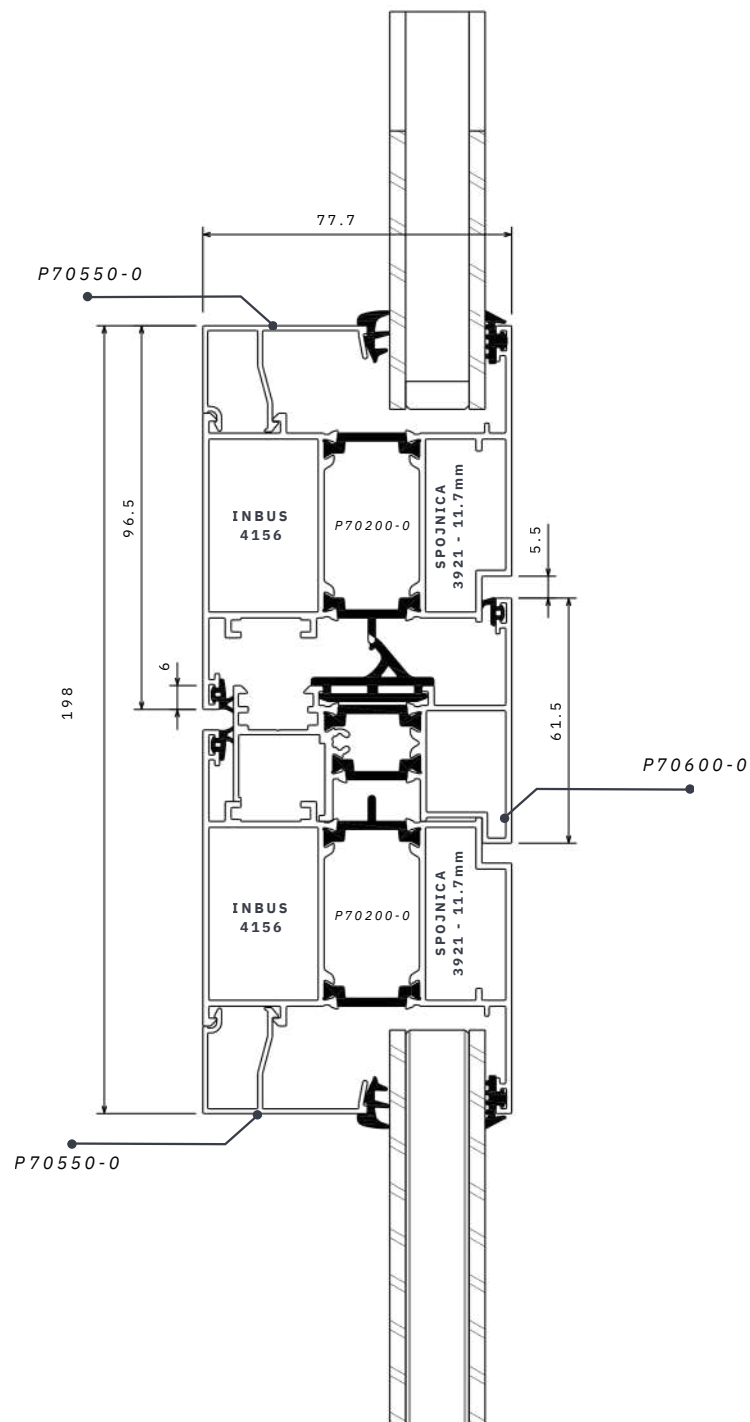 77.7
P70550-0
96.5
INBUS
4156
P70200-0
SPOJNICA
3921 - 11.7mm
5.5
6
198
61.5
P70600-0
INBUS
4156
P70200-0
SPOJNICA
3921 - 11.7mm
P70550-0